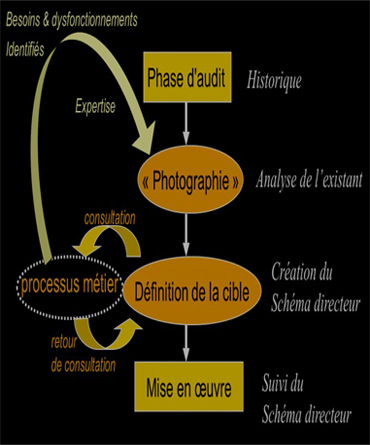 Besoins & dysfonctionnements
Identifiés
Phase d'audit
Historique
Expertise
« Photographie »
Analyse de l'existant
consultation
processus métier
Définition de la cible
Création du
Schéma directeur
retour
de consultation
Mise en œuvre
Suivi du
Schéma directeur